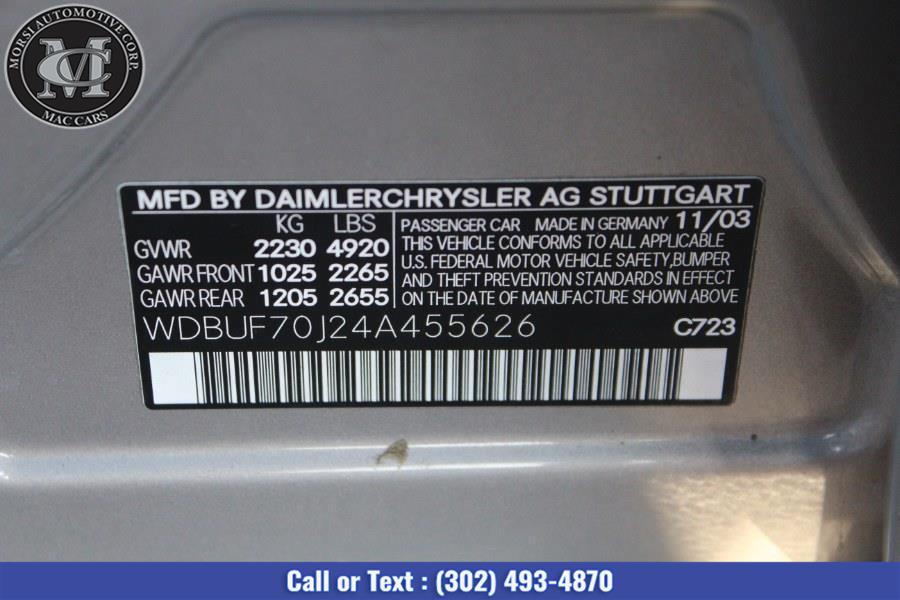 MORSI AUTOMOTIVE CORP.
MC
MAC CARS
MFD BY DAIMLERCHRYSLER AG STUTTGART
KG LBS
GVWR 2230 4920
GAWR FRONT 1025 2265
GAWR REAR 1205 2655
PASSENGER CAR MADE IN GERMANY 11/03
THIS VEHICLE CONFORMS TO ALL APPLICABLE
U.S. FEDERAL MOTOR VEHICLE SAFETY,BUMPER
AND THEFT PREVENTION STANDARDS IN EFFECT
ON THE DATE OF MANUFACTURE SHOWN ABOVE
WDBUF70J24A455626 C723
Call or Text : (302) 493-4870